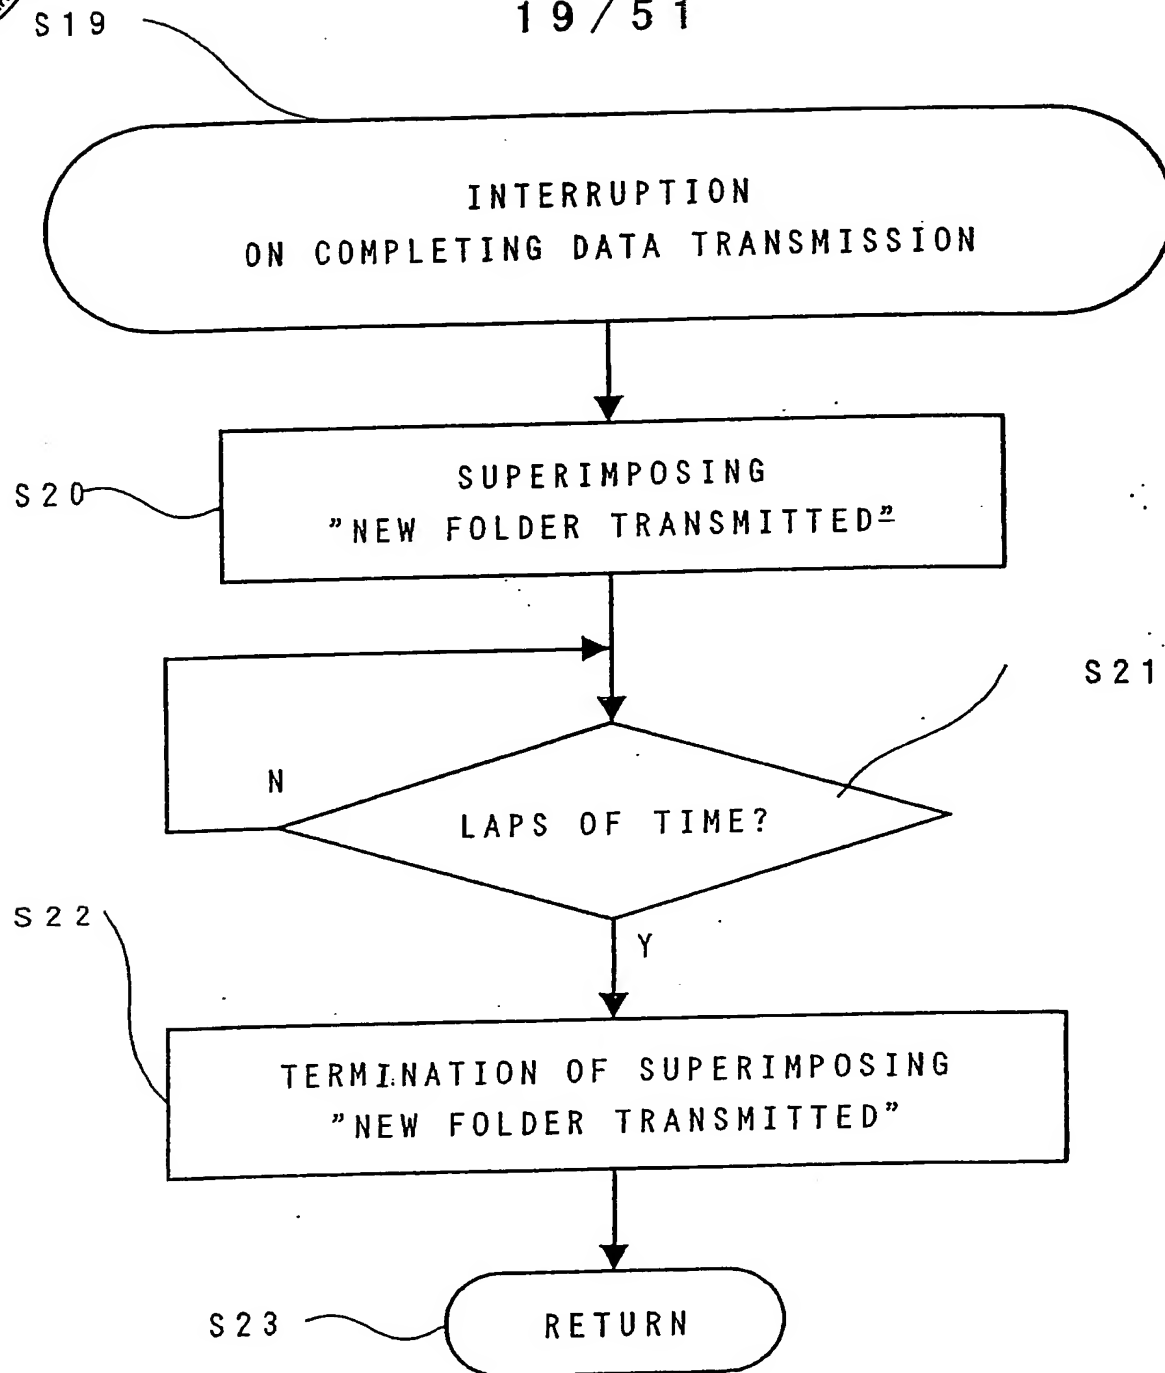 19/51
S19
INTERRUPTION
ON COMPLETING DATA TRANSMISSION
S20
SUPERIMPOSING
"NEW FOLDER TRANSMITTED"
S21
N
LAPS OF TIME?
S22
Y
TERMINATION OF SUPERIMPOSING
"NEW FOLDER TRANSMITTED"
S23
RETURN